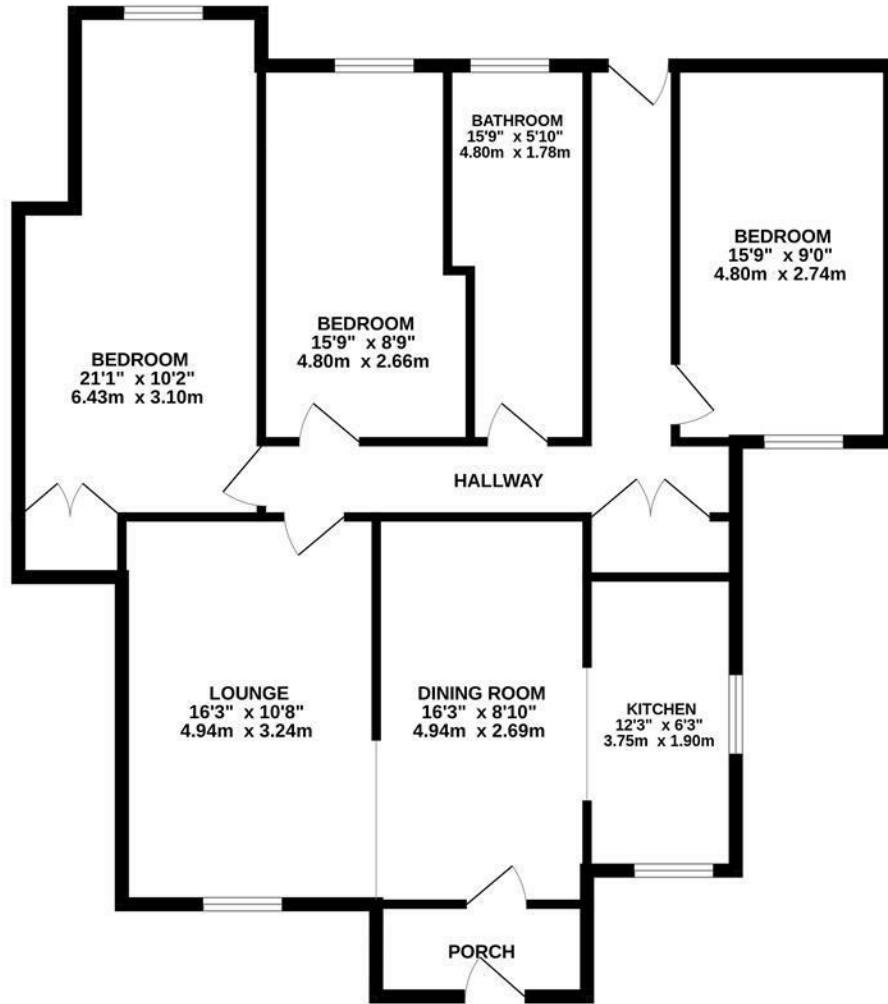 BATHROOM
15'9" x 5'10"
4.80m x 1.78m
BEDROOM
15'9" x 9'0"
4.80m x 2.74m
BEDROOM
15'9" x 8'9"
4.80m x 2.66m
BEDROOM
21'1" x 10'2"
6.43m x 3.10m
HALLWAY
LOUNGE
16'3" x 10'8"
4.94m x 3.24m
DINING ROOM
16'3" x 8'10"
4.94m x 2.69m
KITCHEN
12'3" x 6'3"
3.75m x 1.90m
PORCH